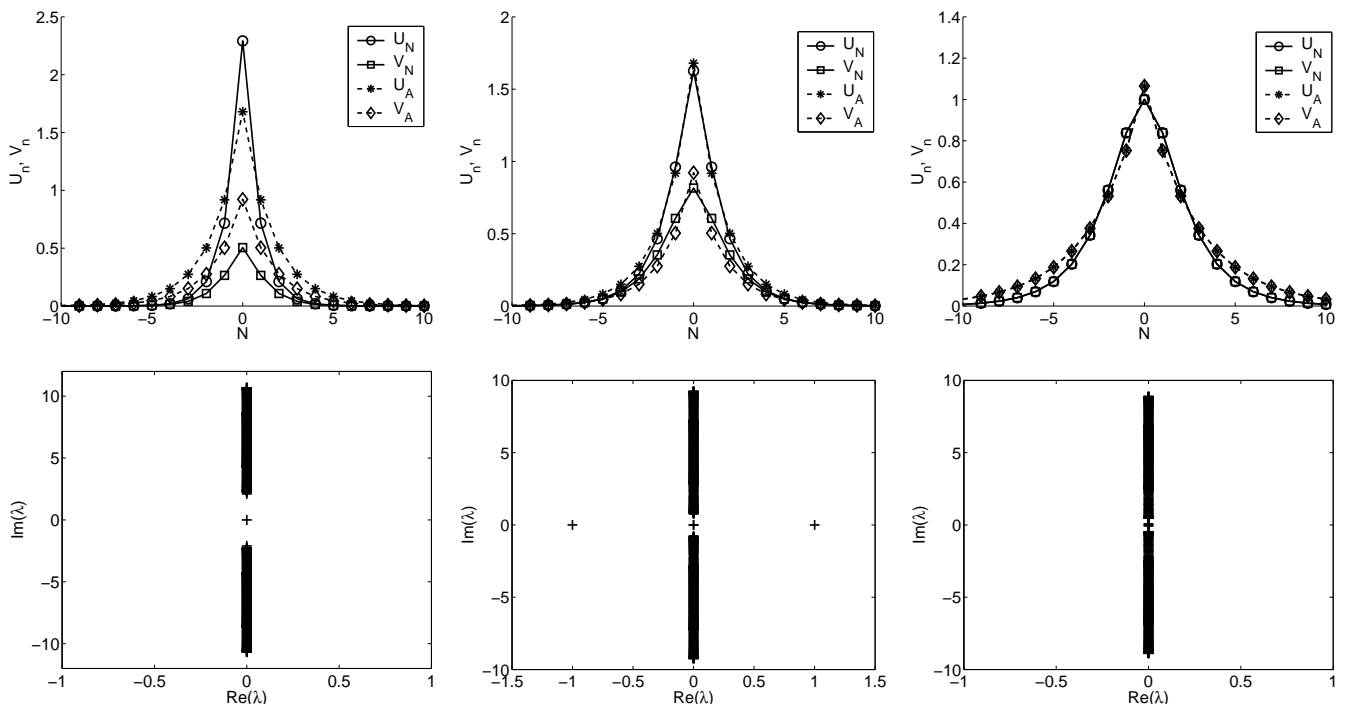 2.5
2
1.5
1
0.5
0
−10
−5
0
5
10
U_n, V_n
N
U_N
V_N
U_A
V_A
2
1.5
1
0.5
0
−10
−5
0
5
10
U_n, V_n
N
U_N
V_N
U_A
V_A
1.4
1.2
1
0.8
0.6
0.4
0.2
0
−10
−5
0
5
10
U_n, V_n
N
U_N
V_N
U_A
V_A
10
5
0
−5
−10
−1
−0.5
0
0.5
1
Im(λ)
Re(λ)
10
5
0
−5
−10
−1.5
−1
−0.5
0
0.5
1
1.5
Im(λ)
Re(λ)
10
5
0
−5
−10
−1
−0.5
0
0.5
1
Im(λ)
Re(λ)